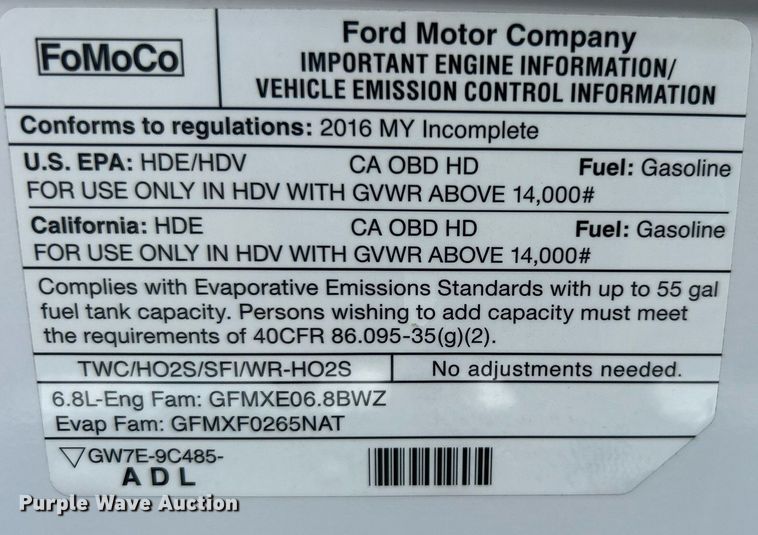 FoMoCo
Ford Motor Company
IMPORTANT ENGINE INFORMATION/
VEHICLE EMISSION CONTROL INFORMATION
Conforms to regulations: 2016 MY Incomplete
U.S. EPA: HDE/HDV CA OBD HD Fuel: Gasoline
FOR USE ONLY IN HDV WITH GVWR ABOVE 14,000#
California: HDE CA OBD HD Fuel: Gasoline
FOR USE ONLY IN HDV WITH GVWR ABOVE 14,000#
Complies with Evaporative Emissions Standards with up to 55 gal
fuel tank capacity. Persons wishing to add capacity must meet
the requirements of 40CFR 86.095-35(g)(2).
TWC/HO2S/SFI/WR-HO2S No adjustments needed.
6.8L-Eng Fam: GFMXE06.8BWZ
Evap Fam: GFMXF0265NAT
GW7E-9C485-
ADL
Purple Wave Auction